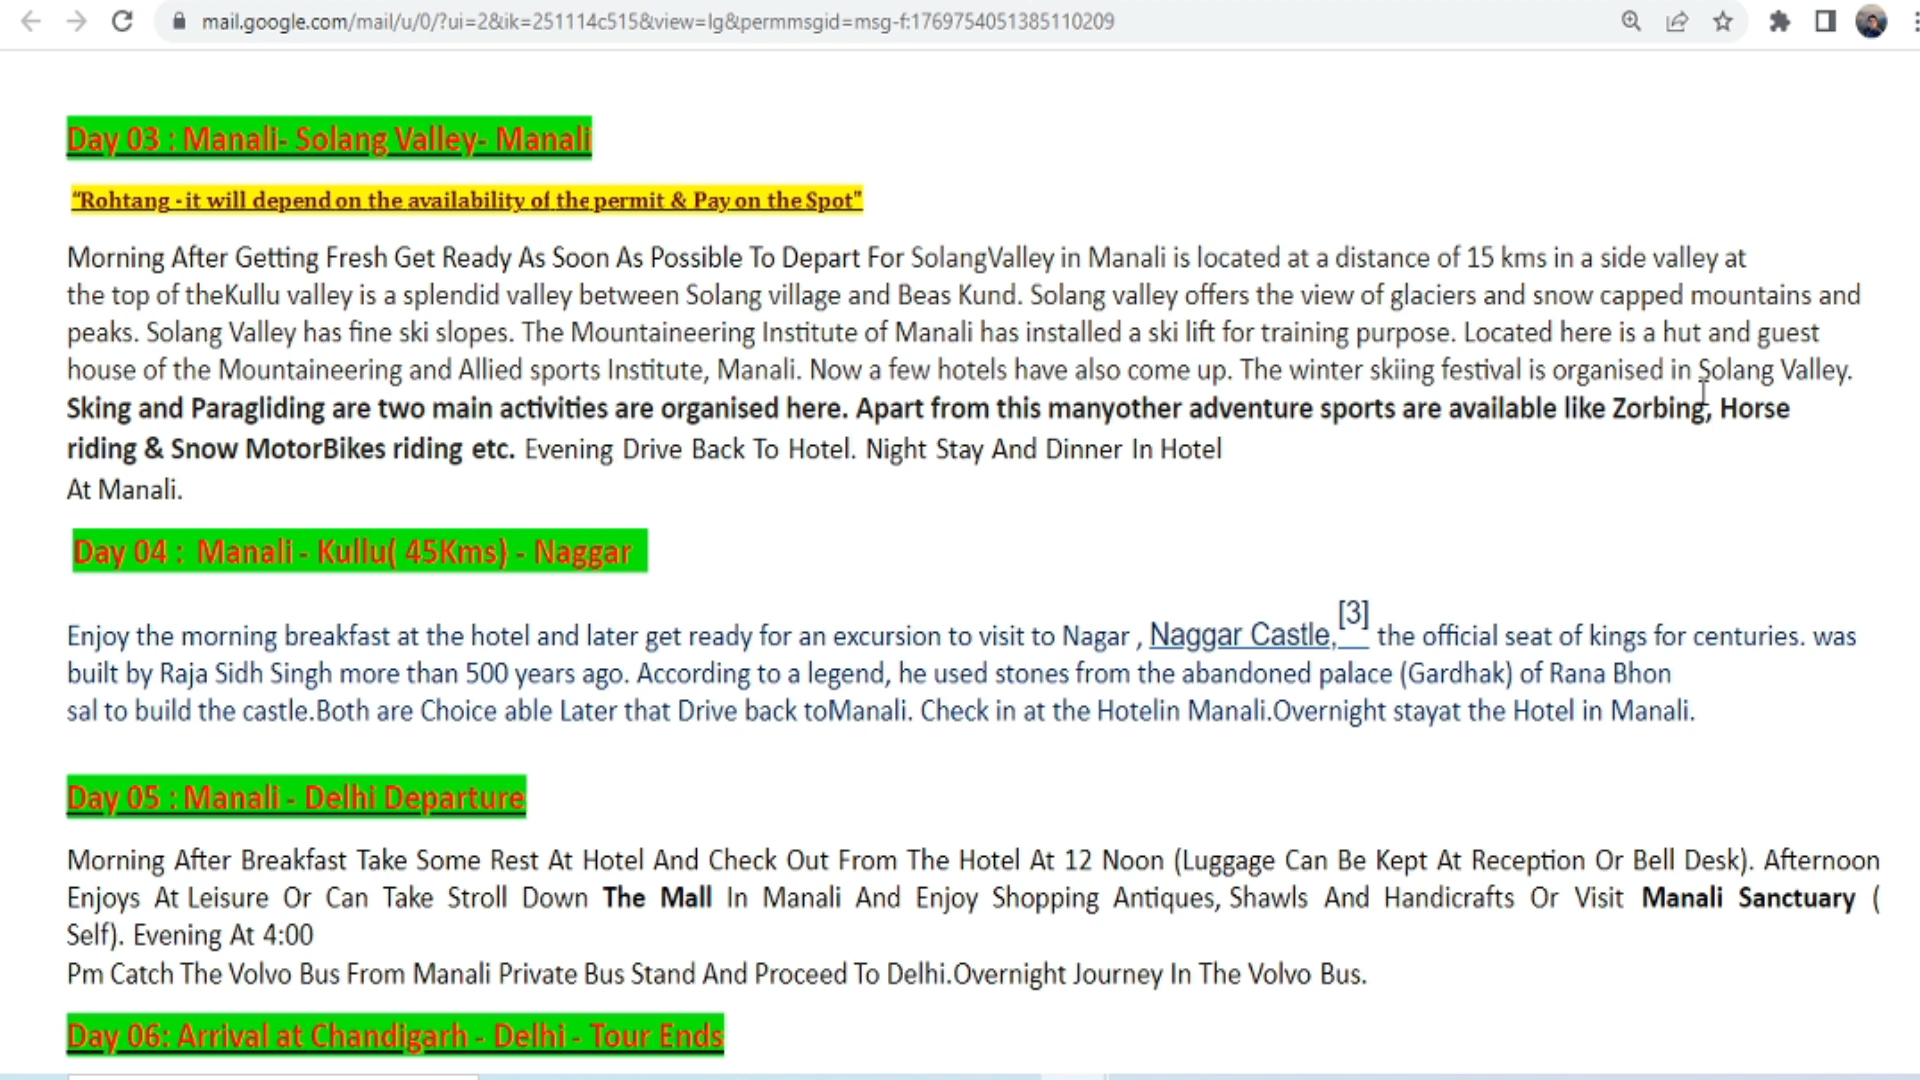 mail.google.com/mail/u/0/?ui=2&ik=251114c515&view=lg&permmsgid=msg-f:1769754051385110209
Day 03 : Manali- Solang Valley- Manali
"Rohtang -it will depend on the availability of the permit & Pay on the Spot"
Morning After Getting Fresh Get Ready As Soon As Possible To Depart For SolangValley in Manali is located at a distance of 15 kms in a side valley at
the top of theKullu valley is a splendid valley between Solang village and Beas Kund. Solang valley offers the view of glaciers and snow capped mountains and
peaks. Solang Valley has fine ski slopes. The Mountaineering Institute of Manali has installed a ski lift for training purpose. Located here is a hut and guest
house of the Mountaineering and Allied sports Institute, Manali. Now a few hotels have also come up. The winter skiing festival is organised in Solang Valley.
Sking and Paragliding are two main activities are organised here. Apart from this manyother adventure sports are available like Zorbing, Horse
riding & Snow MotorBikes riding etc. Evening Drive Back To Hotel. Night Stay And Dinner In Hotel
At Manali.
Day 04 : Manali - Kullu( 45Kms) - Naggar
Enjoy the morning breakfast at the hotel and later get ready for an excursion to visit to Nagar , Naggar Castle,[3] the official seat of kings for centuries. was
built by Raja Sidh Singh more than 500 years ago. According to a legend, he used stones from the abandoned palace (Gardhak) of Rana Bhon
sal to build the castle.Both are Choice able Later that Drive back toManali. Check in at the Hotelin Manali.Overnight stayat the Hotel in Manali.
Day 05 : Manali - Delhi Departure
Morning After Breakfast Take Some Rest At Hotel And Check Out From The Hotel At 12 Noon (Luggage Can Be Kept At Reception Or Bell Desk). Afternoon
Enjoys At Leisure Or Can Take Stroll Down The Mall In Manali And Enjoy Shopping Antiques, Shawls And Handicrafts Or Visit Manali Sanctuary (
Self). Evening At 4:00
Pm Catch The Volvo Bus From Manali Private Bus Stand And Proceed To Delhi.Overnight Journey In The Volvo Bus.
Day 06: Arrival at Chandigarh - Delhi - Tour Ends